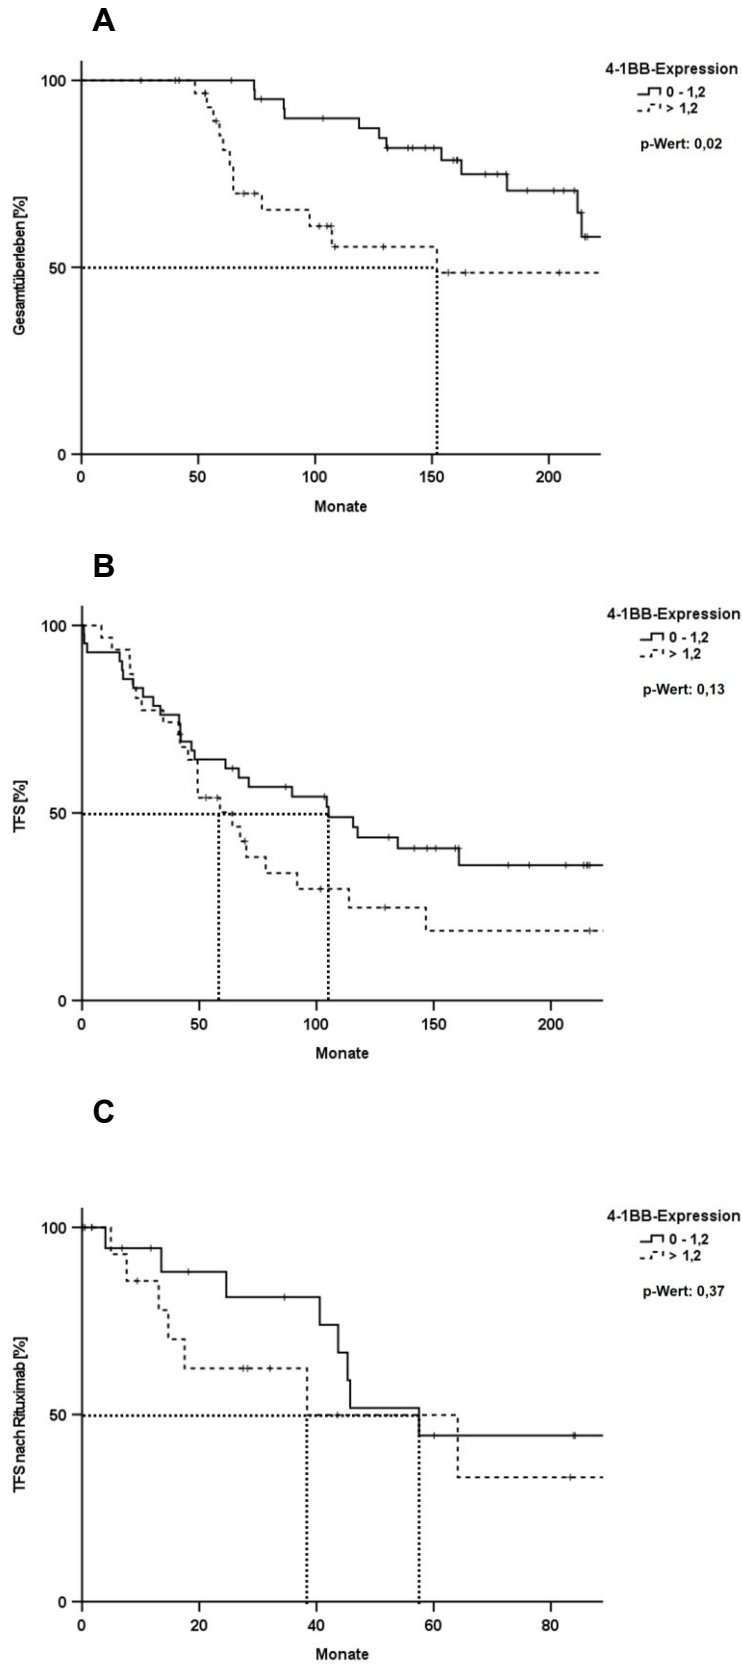 A
4-1BB-Expression
0 - 1,2
> 1,2
p-Wert: 0,02
Gesamtüberleben [%]
100
50
0
0 50 100 150 200
Monate
B
4-1BB-Expression
0 - 1,2
> 1,2
p-Wert: 0,13
TFS [%]
100
50
0
0 50 100 150 200
Monate
C
4-1BB-Expression
0 - 1,2
> 1,2
p-Wert: 0,37
TFS nach Rituximab [%]
100
50
0
0 20 40 60 80
Monate